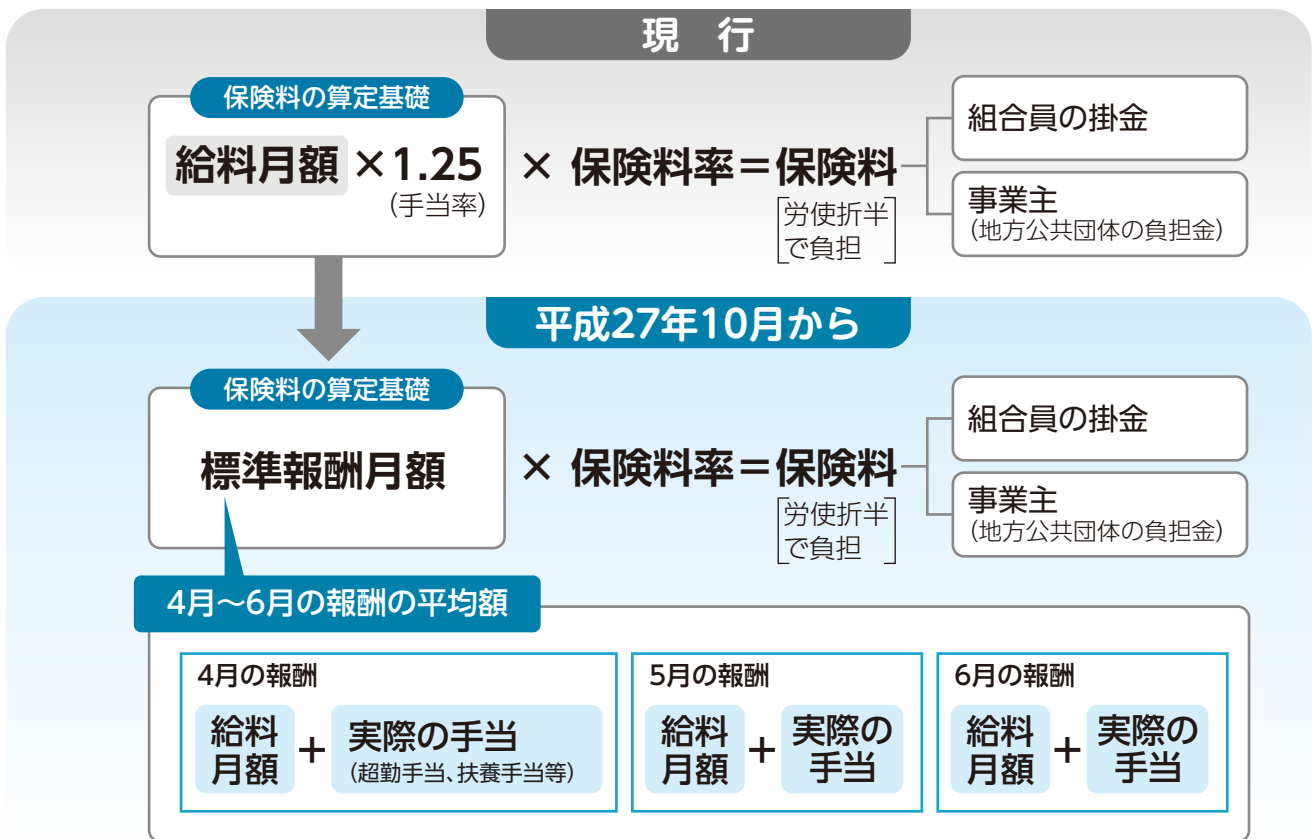 現 行
保険料の算定基礎
給料月額×1.25
(手当率)
× 保険料率=保険料
[労使折半
で負担]
組合員の掛金
事業主
(地方公共団体の負担金)
平成27年10月から
保険料の算定基礎
標準報酬月額
× 保険料率=保険料
[労使折半
で負担]
組合員の掛金
事業主
(地方公共団体の負担金)
4月~6月の報酬の平均額
4月の報酬
給料
月額
+
実際の手当
(超勤手当、扶養手当等)
5月の報酬
給料
月額
+
実際の
手当
6月の報酬
給料
月額
+
実際の
手当